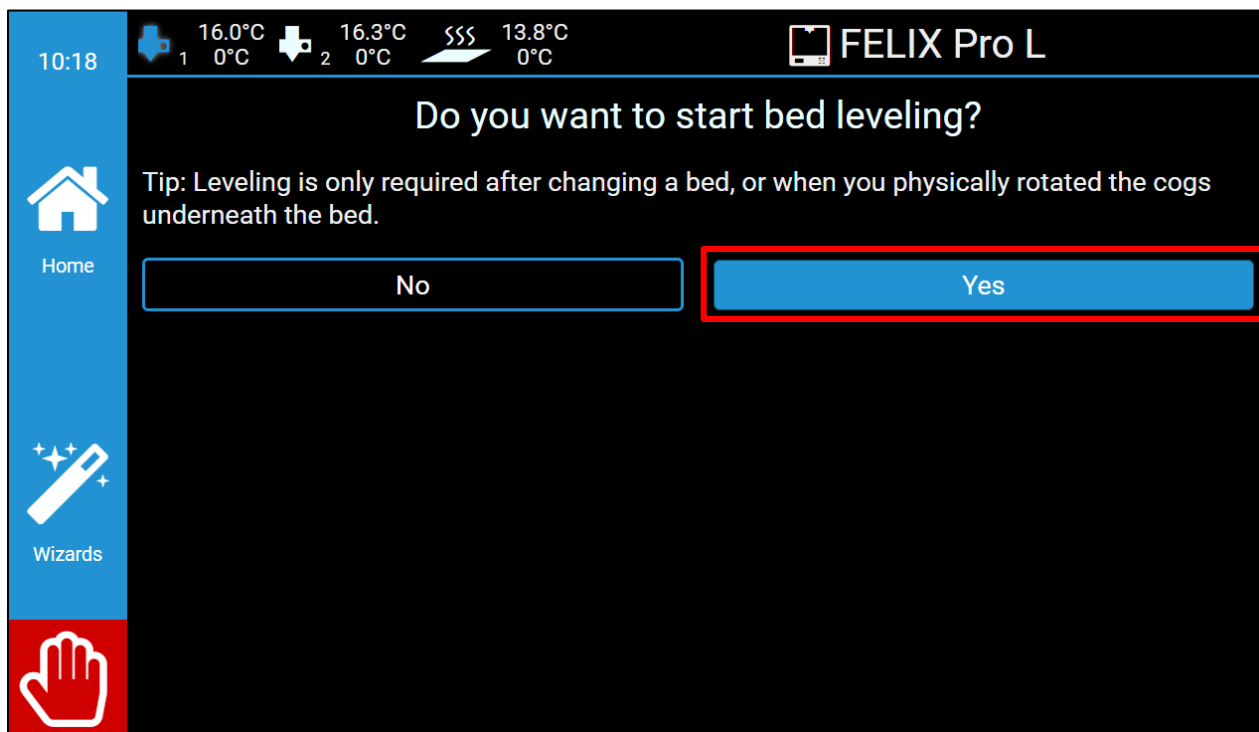 10:18
1 16.0°C 0°C
2 16.3°C 0°C
13.8°C 0°C
FELIX Pro L
Do you want to start bed leveling?
Tip: Leveling is only required after changing a bed, or when you physically rotated the cogs
underneath the bed.
Home
No
Yes
Wizards